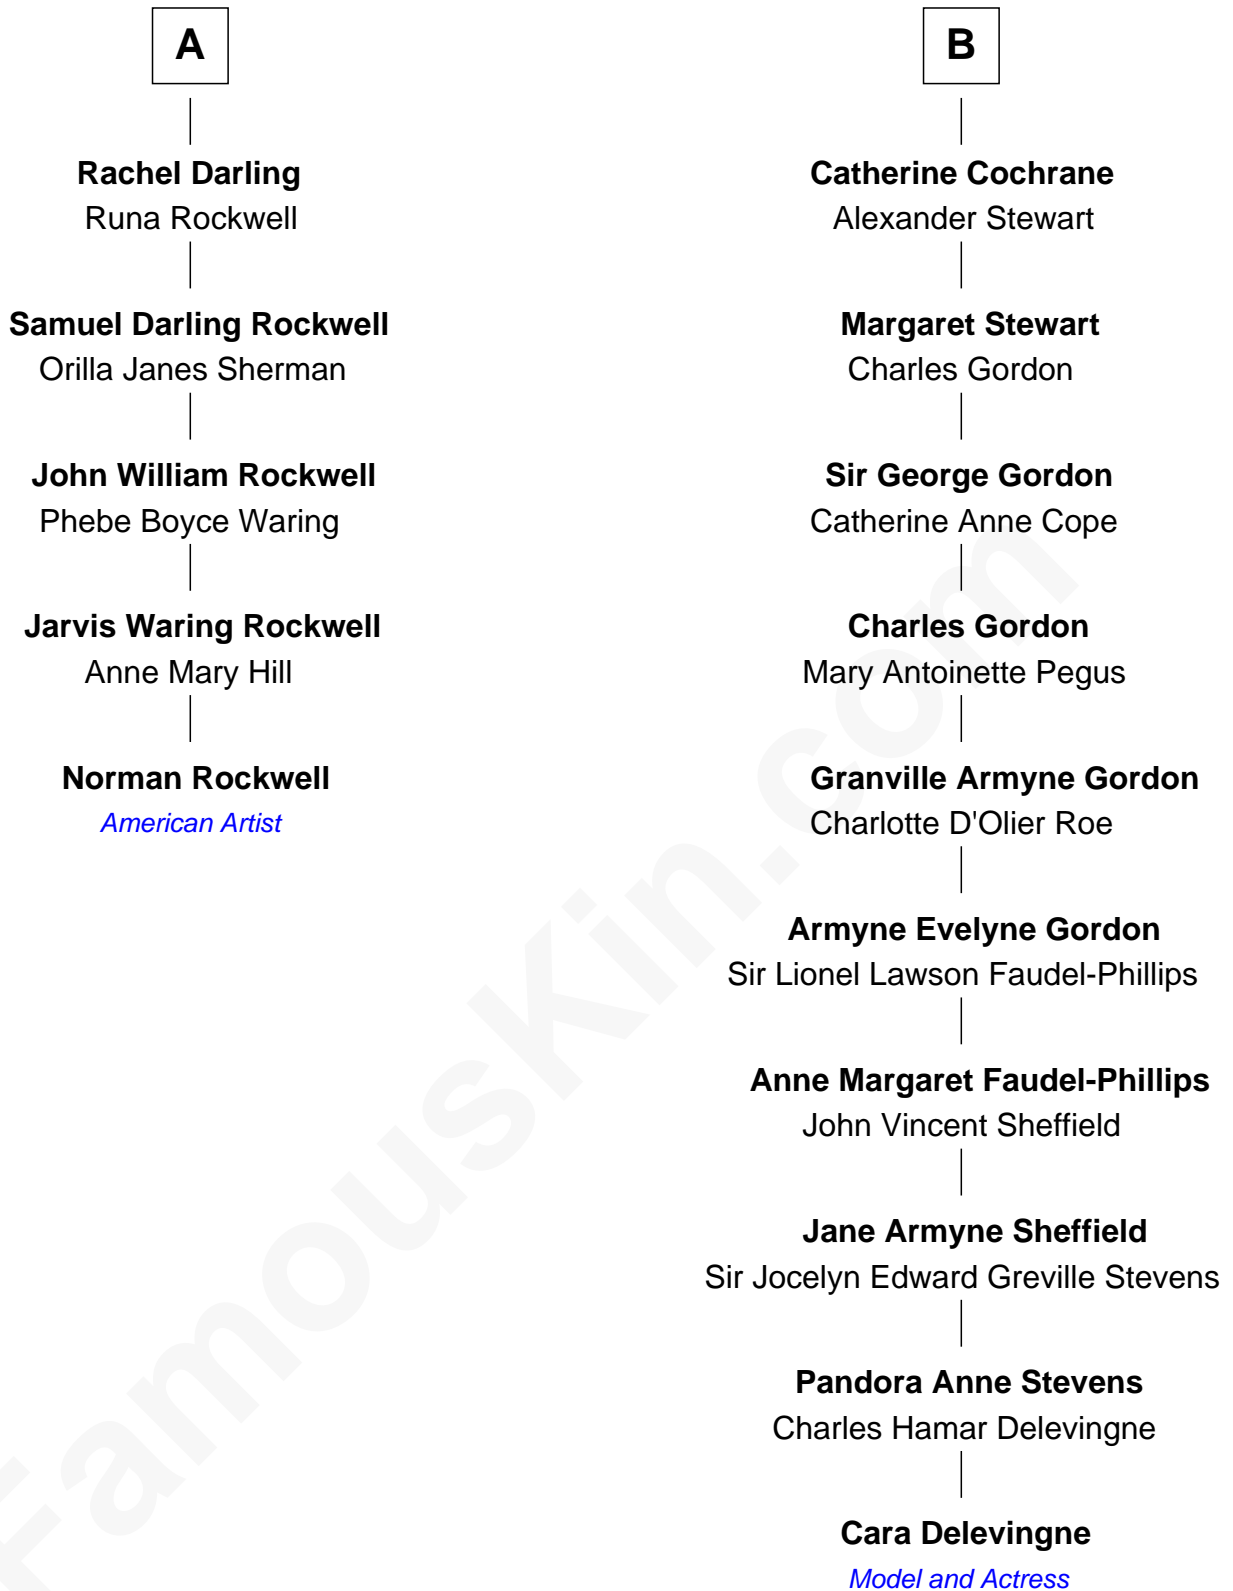 A
Rachel Darling
Runa Rockwell
Samuel Darling Rockwell
Orilla Janes Sherman
John William Rockwell
Phebe Boyce Waring
Jarvis Waring Rockwell
Anne Mary Hill
Norman Rockwell
American Artist
B
Catherine Cochrane
Alexander Stewart
Margaret Stewart
Charles Gordon
Sir George Gordon
Catherine Anne Cope
Charles Gordon
Mary Antoinette Pegus
Granville Armyne Gordon
Charlotte D'Olier Roe
Armyne Evelyne Gordon
Sir Lionel Lawson Faudel-Phillips
Anne Margaret Faudel-Phillips
John Vincent Sheffield
Jane Armyne Sheffield
Sir Jocelyn Edward Greville Stevens
Pandora Anne Stevens
Charles Hamar Delevingne
Cara Delevingne
Model and Actress
FamousKin.com